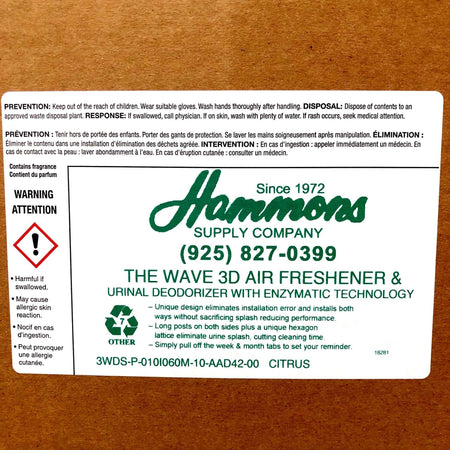 PREVENTION: Keep out of the reach of children. Wear suitable gloves. Wash hands thoroughly after handling. DISPOSAL: Dispose of contents to an
approved waste disposal plant. RESPONSE: If swallowed, call physician. If on skin, wash with plenty of water. If rash occurs, seek medical attention.
PRÉVENTION : Tenir hors de portée des enfants. Porter des gants de protection. Se laver les mains soigneusement après manipulation. ÉLIMINATION :
Éliminer le contenu dans une installation d'élimination des déchets agréée. INTERVENTION : En cas d'ingestion : appeler immédiatement un médecin. En
cas de contact avec la peau : laver abondamment à l'eau. En cas d'éruption cutanée : consulter un médecin.
Contains fragrance
Contient du parfum
WARNING
ATTENTION
• Harmful if
swallowed.
• May cause
allergic skin
reaction.
• Nocif en cas
d'ingestion.
• Peut provoquer
une allergie
cutanée.
Since 1972
Hammons
SUPPLY COMPANY
(925) 827-0399
THE WAVE 3D AIR FRESHENER &
URINAL DEODORIZER WITH ENZYMATIC TECHNOLOGY
7
OTHER
- Unique design eliminates installation error and installs both
ways without sacrificing splash reducing performance.
- Long posts on both sides plus a unique hexagon
lattice eliminate urine splash, cutting cleaning time.
- Simply pull off the week & month tabs to set your reminder.
18281
3WDS-P-010I060M-10-AAD42-00 CITRUS